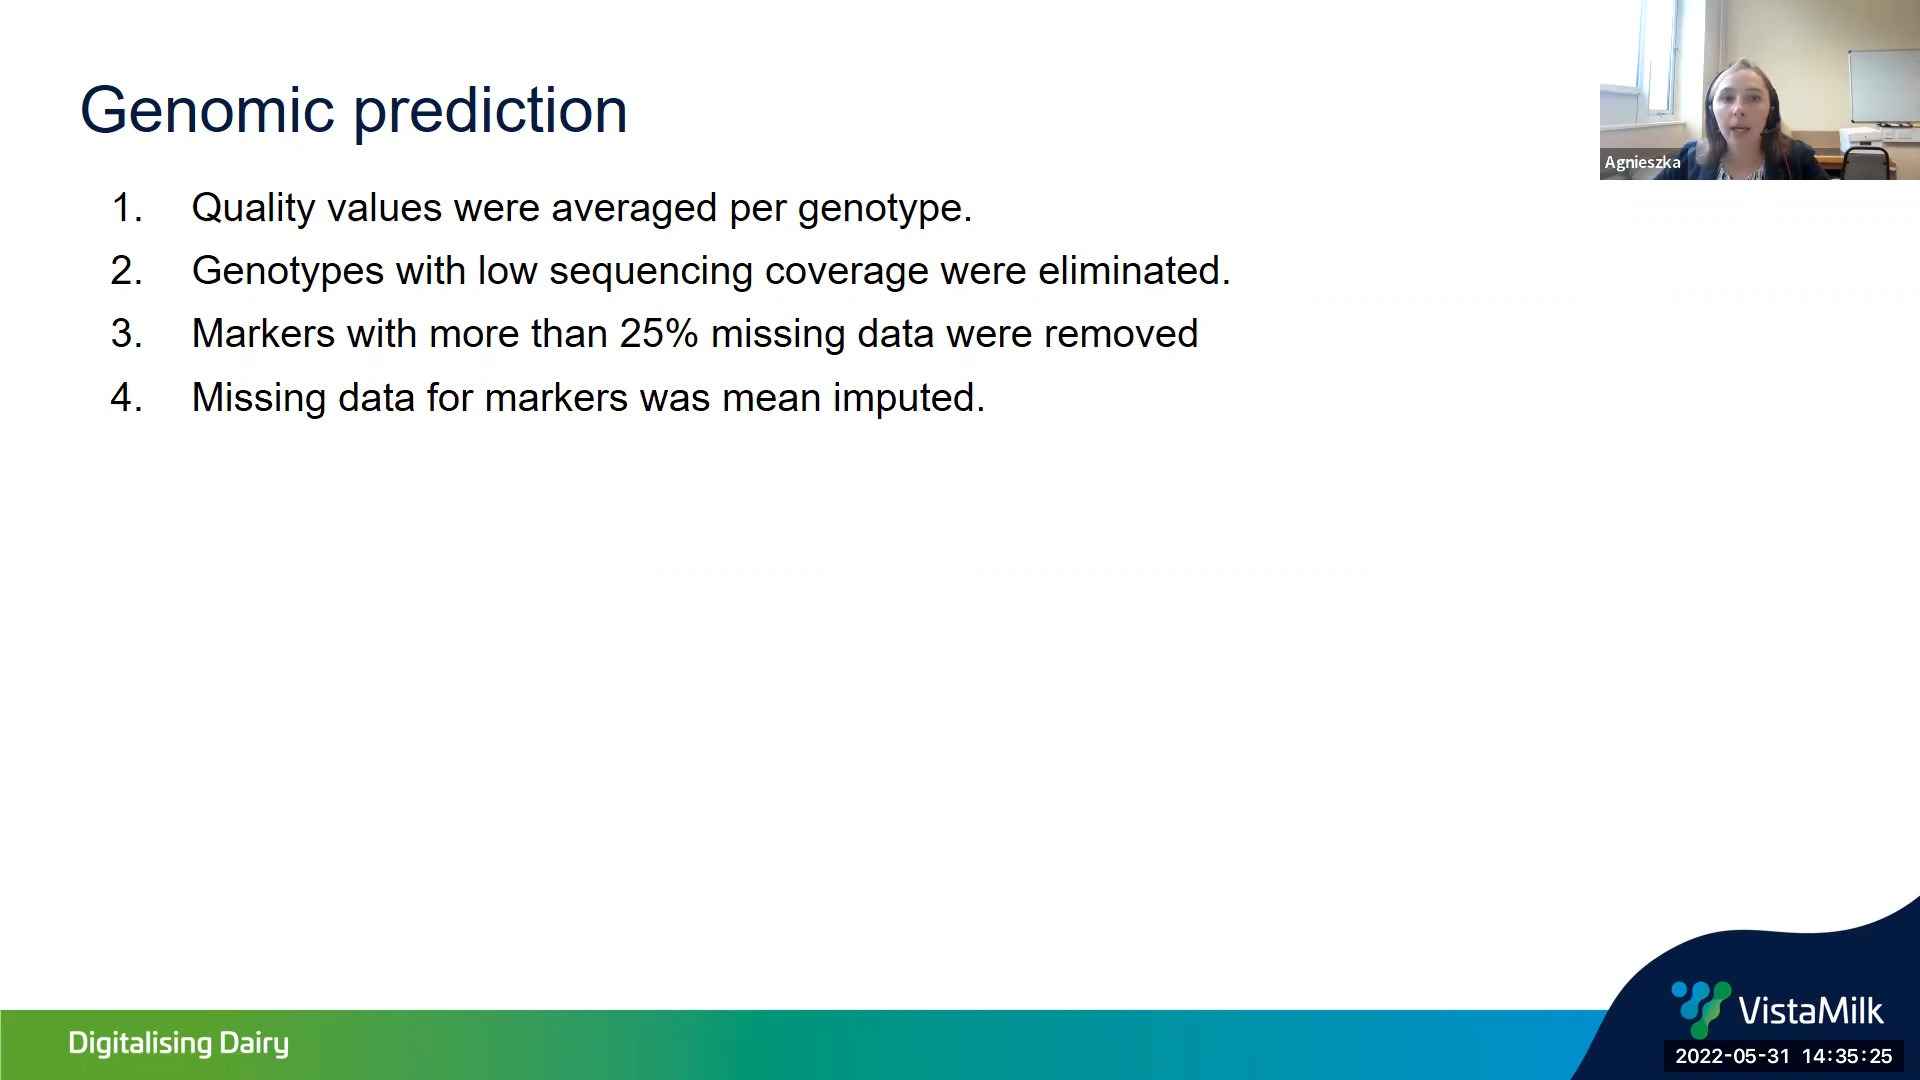 Genomic prediction
Agnieszka
1. Quality values were averaged per genotype.
2. Genotypes with low sequencing coverage were eliminated.
3. Markers with more than 25% missing data were removed
4. Missing data for markers was mean imputed.
Digitalising Dairy
VistaMilk
2022-05-31 14:35:25